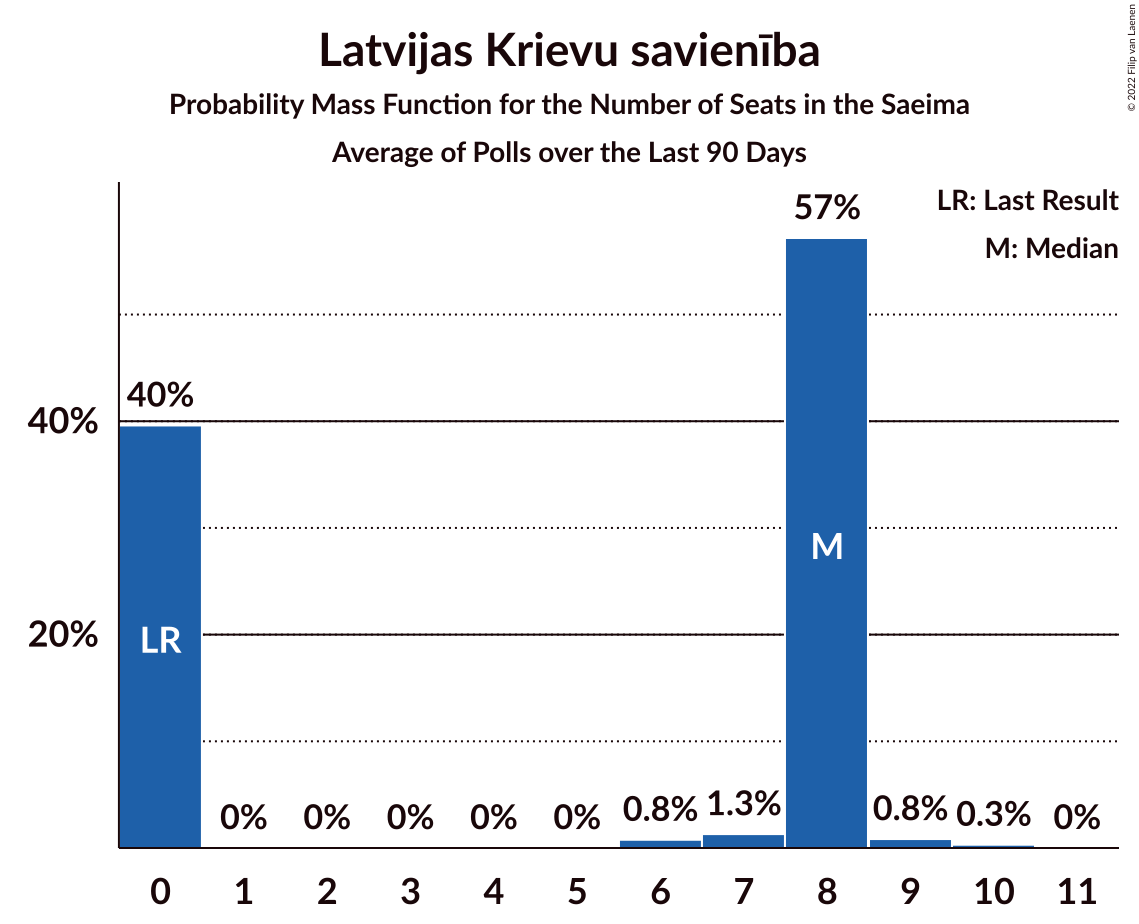 Latvijas Krievu savienība
Probability Mass Function for the Number of Seats in the Saeima
Average of Polls over the Last 90 Days
© 2022 Filip van Laenen
LR: Last Result
M: Median
57%
40%
40%
M
20%
LR
0% 0% 0% 0% 0% 0.8% 1.3% 0.8% 0.3% 0%
0 1 2 3 4 5 6 7 8 9 10 11